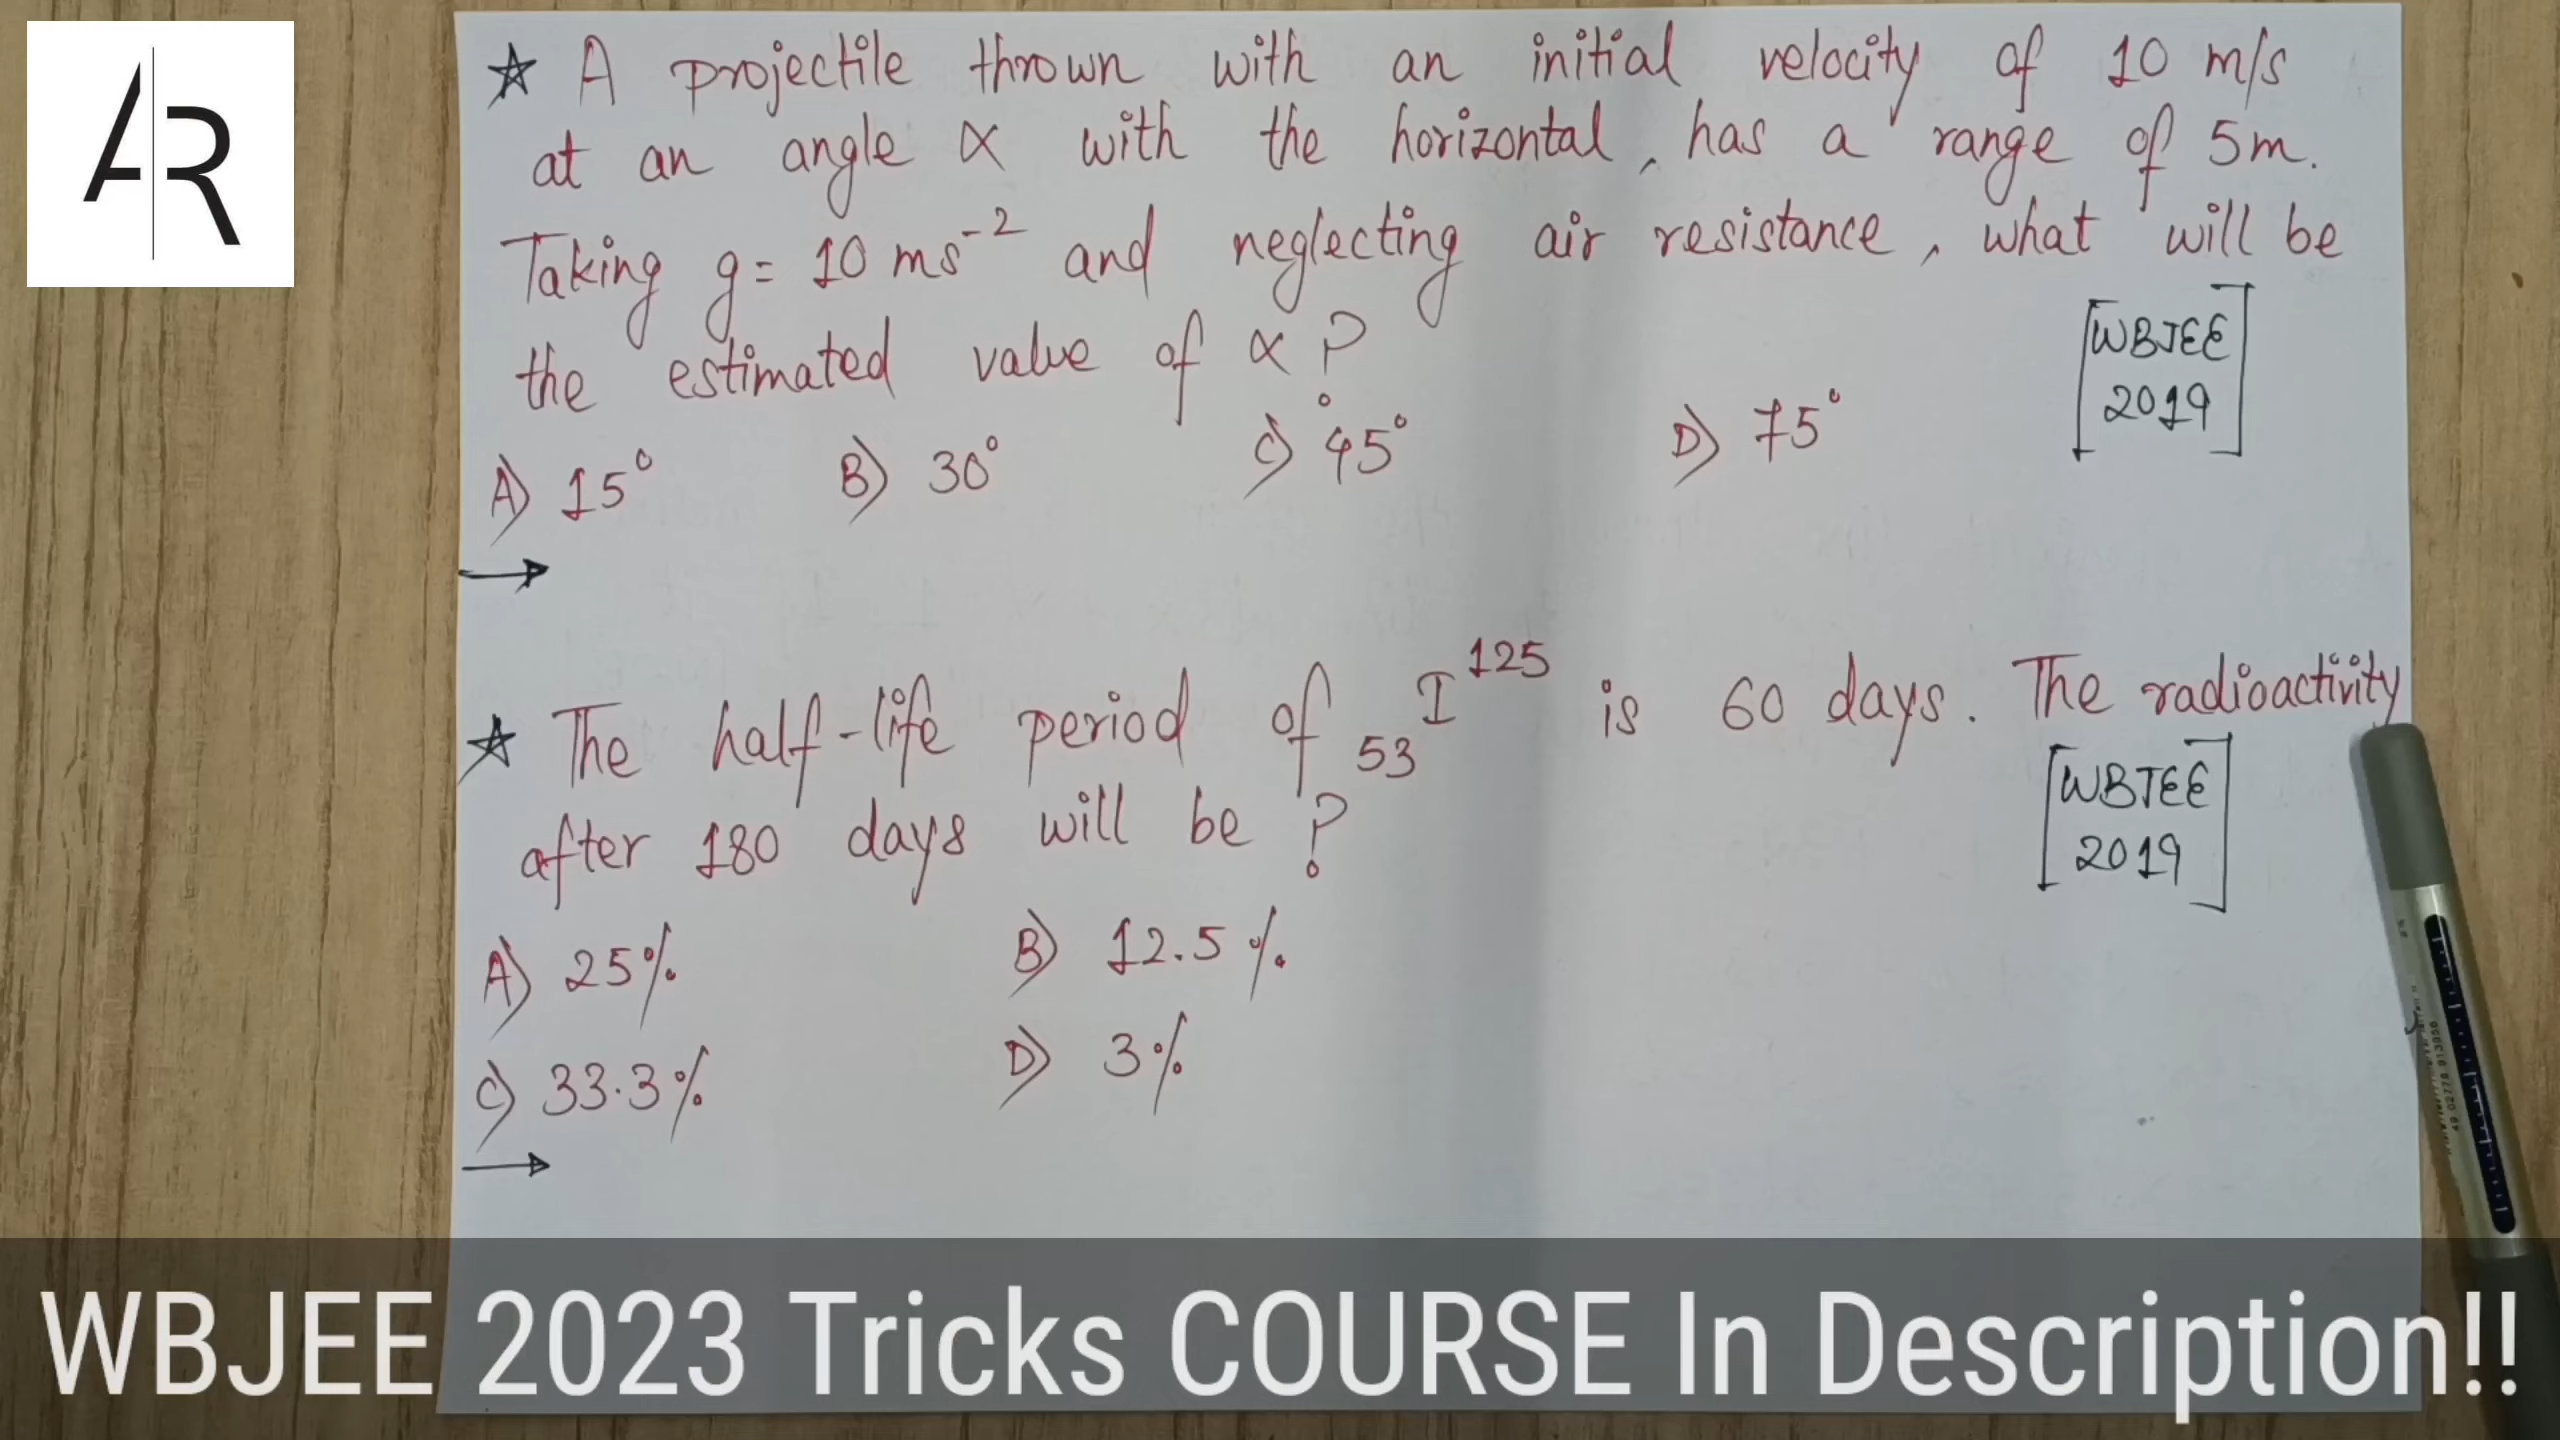 AR
☆ A projectile thrown with an initial velocity of 10 m/s
at an angle ∝ with the horizontal, has a range of 5m.
Taking g = 10 ms⁻² and neglecting air resistance, what will be
the estimated value of ∝ ?
A) 15° B) 30° C) 45° D) 75°
[WBJEE
2019]
→
☆ The half-life period of ₅₃I¹²⁵ is 60 days. The radioactivity
after 180 days will be ?
[WBJEE
2019]
A) 25% B) 12.5%
C) 33.3% D) 3%
→
WBJEE 2023 Tricks COURSE In Description!!